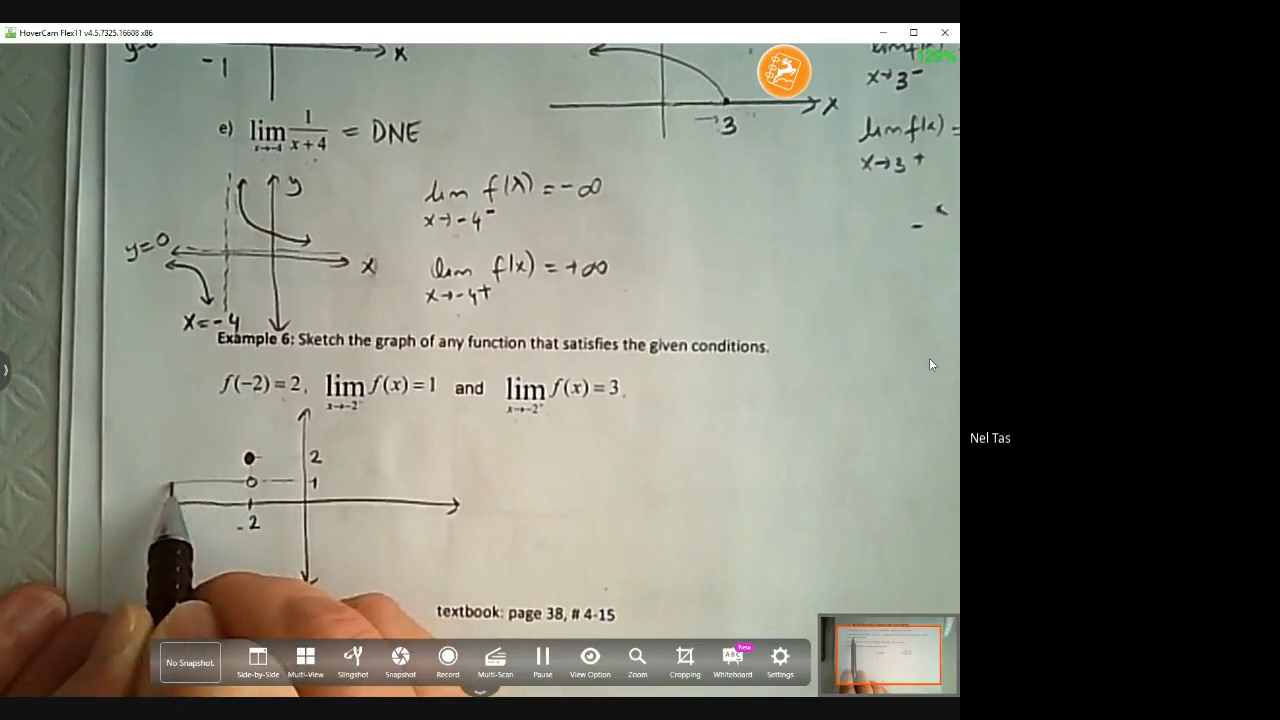 HoverCam Flex11 v4.5.7325.16608 x86
129%
y=0
-1
x
x
3
x→3⁻
lim f(x) =
x→3⁺
e) lim x→-4 1/(x+4) = DNE
y
lim f(x) = -∞
x→-4⁻
y=0
x
lim f(x) = +∞
x→-4⁺
x=-4
Example 6: Sketch the graph of any function that satisfies the given conditions.
f(-2)=2, lim x→-2⁻ f(x)=1 and lim x→-2⁺ f(x)=3.
2
1
-2
textbook: page 38, # 4-15
Nel Tas
No Snapshot.
Side-by-Side Multi-View Slingshot Snapshot Record Multi-Scan Pause View Option Zoom Cropping Whiteboard Settings
New
ABC